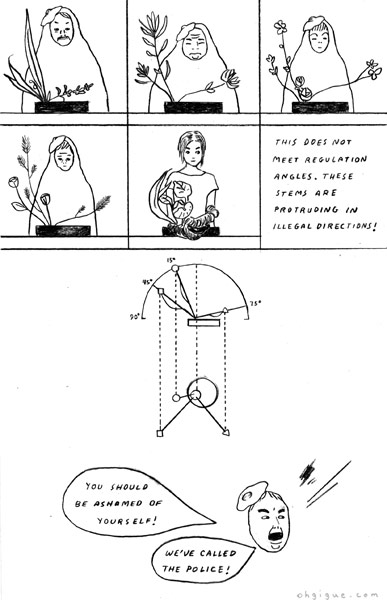 THIS DOES NOT
MEET REGULATION
ANGLES. THESE
STEMS ARE
PROTRUDING IN
ILLEGAL DIRECTIONS!
15°
45°
90°
75°
YOU SHOULD
BE ASHAMED OF
YOURSELF!
WE'VE CALLED
THE POLICE!
ohgigue.com